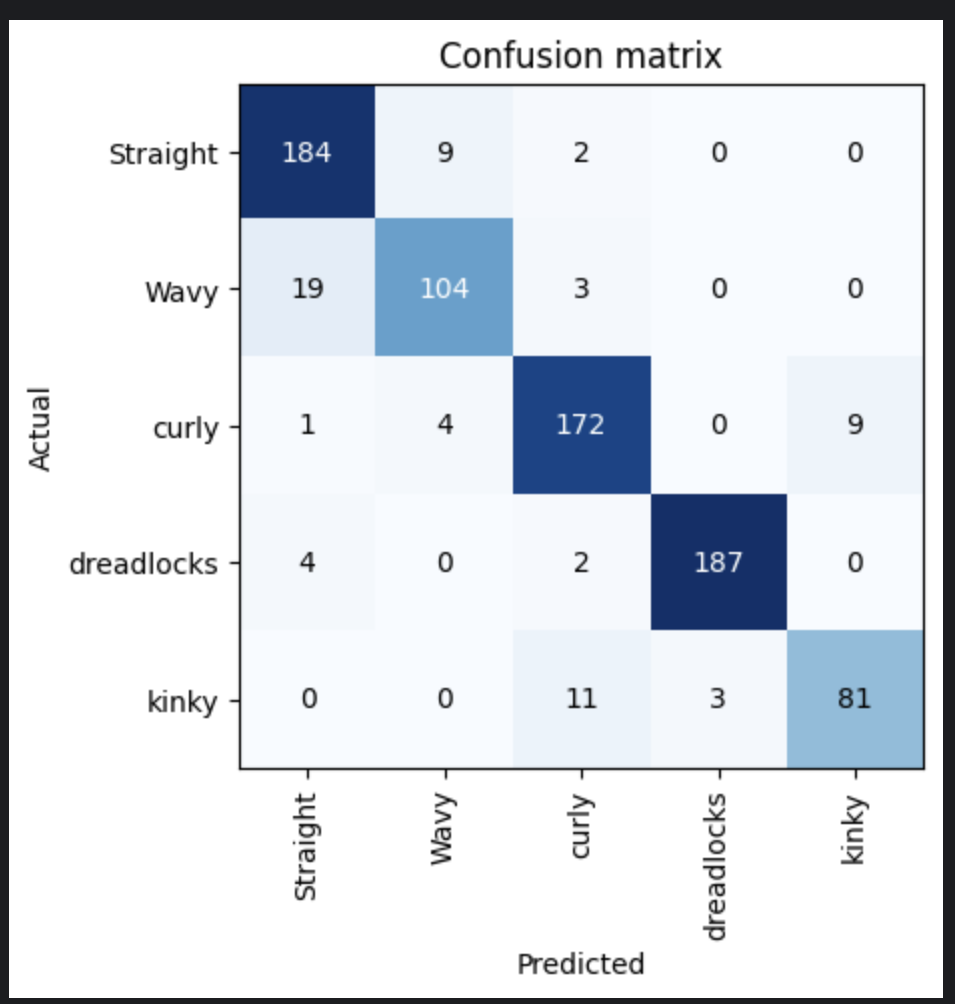 Confusion matrix
Straight 184 9 2 0 0
Wavy 19 104 3 0 0
Actual
curly 1 4 172 0 9
dreadlocks 4 0 2 187 0
kinky 0 0 11 3 81
Straight Wavy curly dreadlocks kinky
Predicted